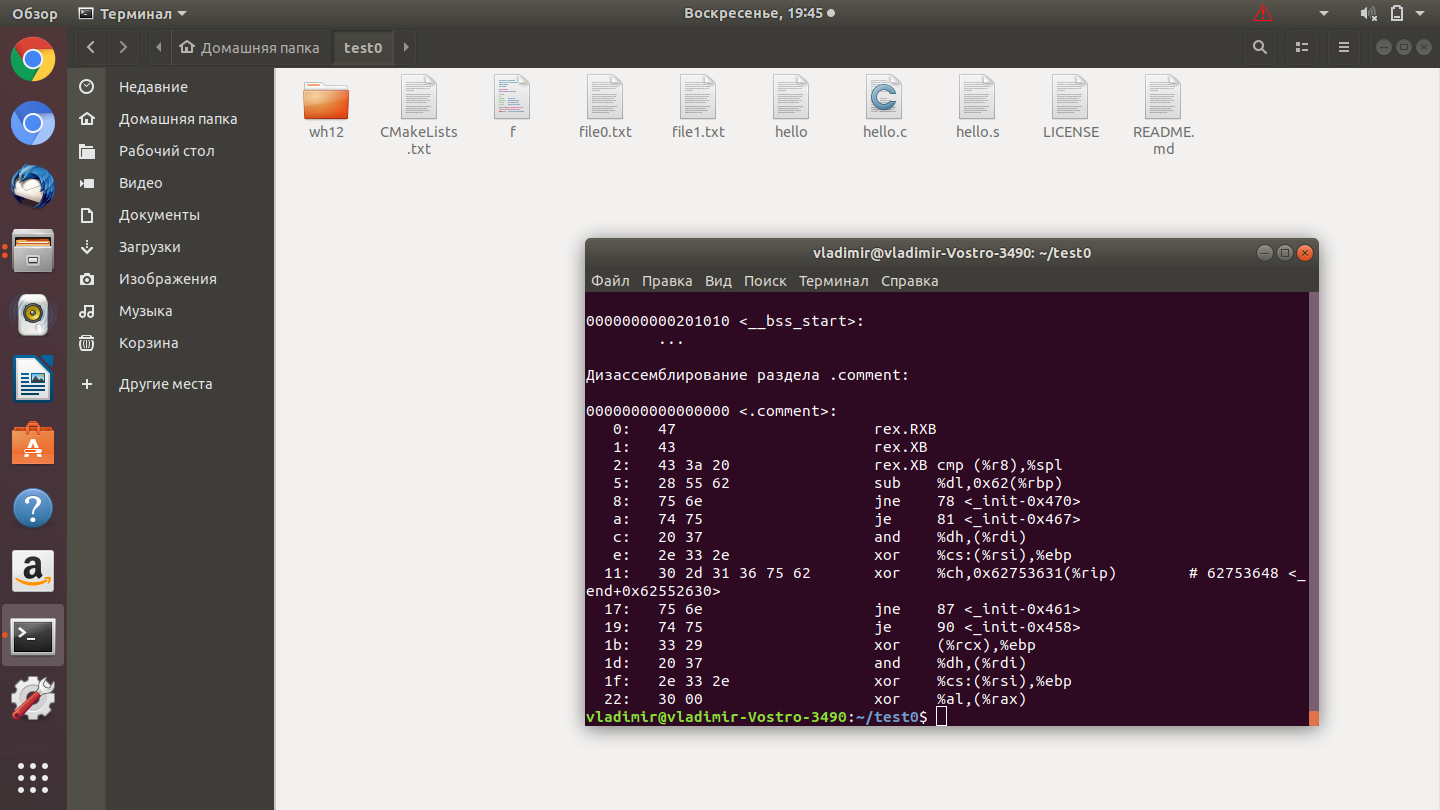 Обзор Терминал Воскресенье, 19:45
Домашняя папка test0
Недавние
Домашняя папка
Рабочий стол
Видео
Документы
Загрузки
Изображения
Музыка
Корзина
Другие места
wh12 CMakeLists f file0.txt file1.txt hello hello.c hello.s LICENSE README.
.txt md
vladimir@vladimir-Vostro-3490: ~/test0
Файл Правка Вид Поиск Терминал Справка
0000000000201010 <__bss_start>:
...
Дизассемблирование раздела .comment:
0000000000000000 <.comment>:
0: 47 rex.RXB
1: 43 rex.XB
2: 43 3a 20 rex.XB cmp (%r8),%spl
5: 28 55 62 sub %dl,0x62(%rbp)
8: 75 6e jne 78 <_init-0x470>
a: 74 75 je 81 <_init-0x467>
c: 20 37 and %dh,(%rdi)
e: 2e 33 2e xor %cs:(%rsi),%ebp
11: 30 2d 31 36 75 62 xor %ch,0x62753631(%rip) # 62753648 <_
end+0x62552630>
17: 75 6e jne 87 <_init-0x461>
19: 74 75 je 90 <_init-0x458>
1b: 33 29 xor (%rcx),%ebp
1d: 20 37 and %dh,(%rdi)
1f: 2e 33 2e xor %cs:(%rsi),%ebp
22: 30 00 xor %al,(%rax)
vladimir@vladimir-Vostro-3490:~/test0$